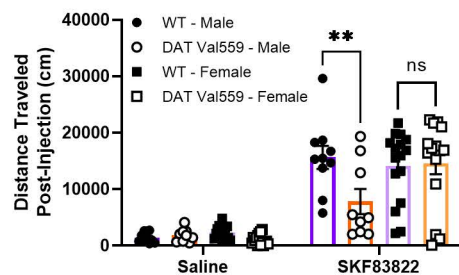 40000
30000
20000
10000
0
Distance Traveled
Post-Injection (cm)
WT - Male
DAT Val559 - Male
WT - Female
DAT Val559 - Female
**
ns
Saline
SKF83822